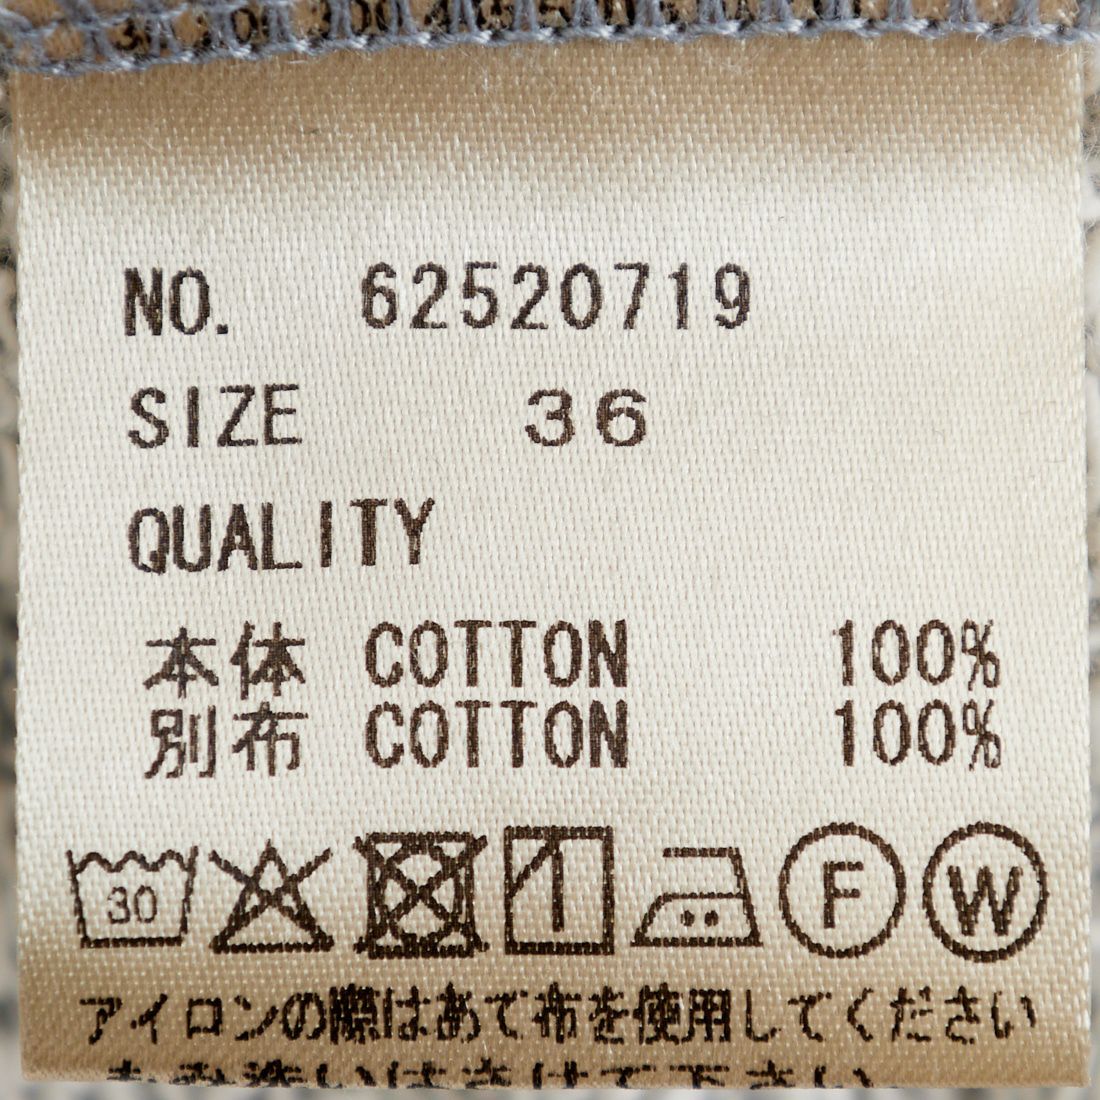 NO. 62520719
SIZE 36
QUALITY
本体 COTTON 100%
別布 COTTON 100%
30
F W
アイロンの際はあて布を使用してください